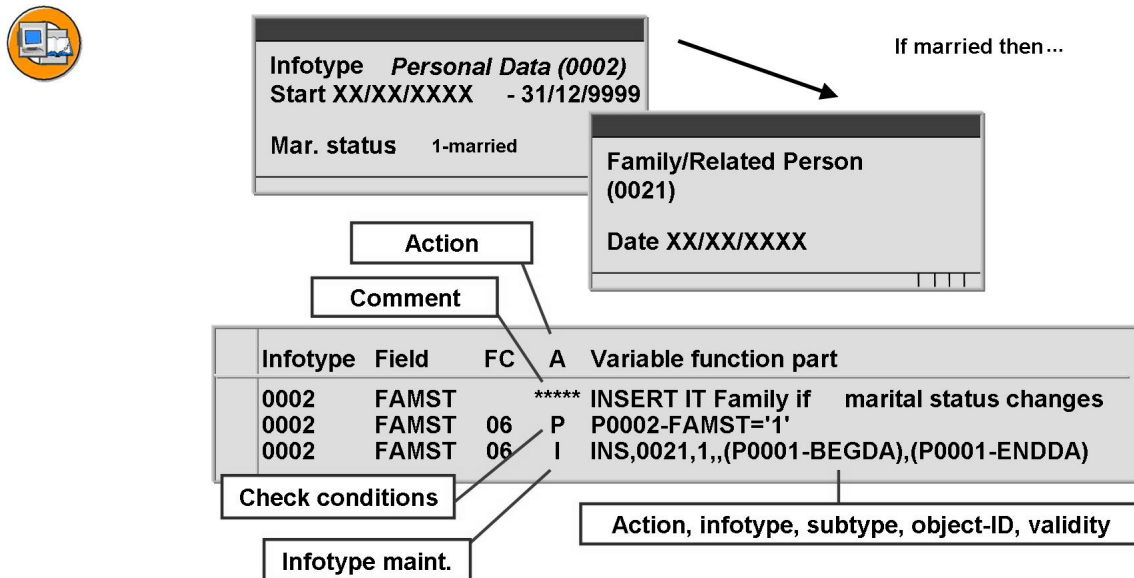 If married then...
Infotype Personal Data (0002)
Start XX/XX/XXXX - 31/12/9999
Mar. status 1-married
Family/Related Person
(0021)
Date XX/XX/XXXX
Action
Comment
Infotype Field FC A Variable function part
0002 FAMST ***** INSERT IT Family if marital status changes
0002 FAMST 06 P P0002-FAMST='1'
0002 FAMST 06 I INS,0021,1,,(P0001-BEGDA),(P0001-ENDDA)
Check conditions
Action, infotype, subtype, object-ID, validity
Infotype maint.